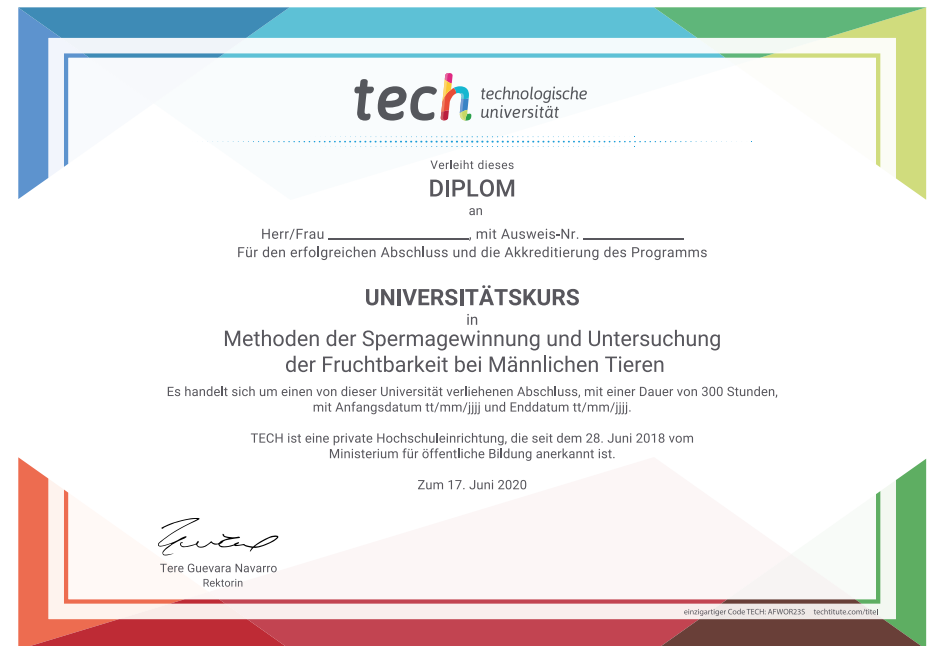 tech technologische
universität
Verleiht dieses
DIPLOM
an
Herr/Frau ____________, mit Ausweis-Nr. ____________
Für den erfolgreichen Abschluss und die Akkreditierung des Programms
UNIVERSITÄTSKURS
in
Methoden der Spermagewinnung und Untersuchung
der Fruchtbarkeit bei Männlichen Tieren
Es handelt sich um einen von dieser Universität verliehenen Abschluss, mit einer Dauer von 300 Stunden,
mit Anfangsdatum tt/mm/jjjj und Enddatum tt/mm/jjjj.
TECH ist eine private Hochschuleinrichtung, die seit dem 28. Juni 2018 vom
Ministerium für öffentliche Bildung anerkannt ist.
Zum 17. Juni 2020
Tere Guevara Navarro
Rektorin
einzigartiger Code TECH: AFWOR235 techtitute.com/titel